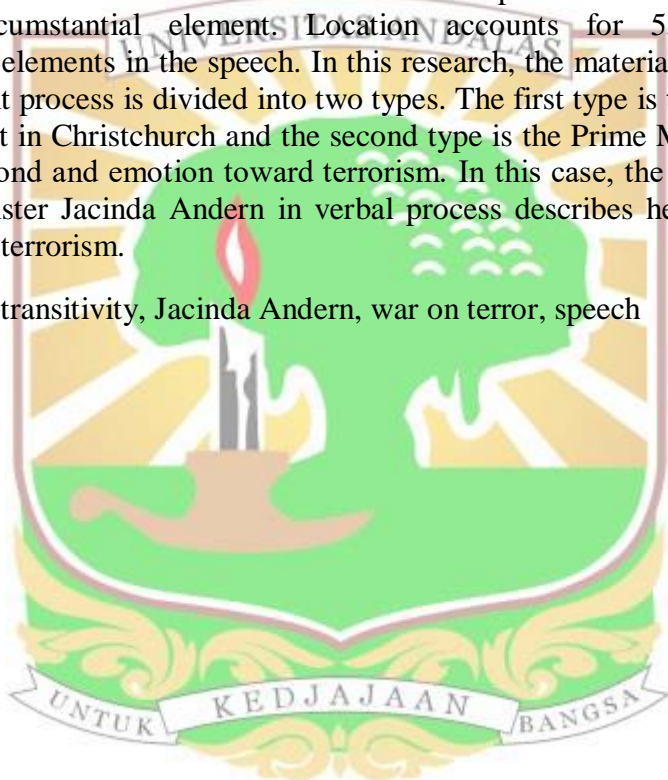 cumstantial element. Location accounts for 5
UNIVERSITAS ANDALAS
elements in the speech. In this research, the materia
t process is divided into two types. The first type is
t in Christchurch and the second type is the Prime M
ond and emotion toward terrorism. In this case, the
ster Jacinda Andern in verbal process describes he
terrorism.
transitivity, Jacinda Andern, war on terror, speech
UNTUK KEDJAJAAN BANGSA